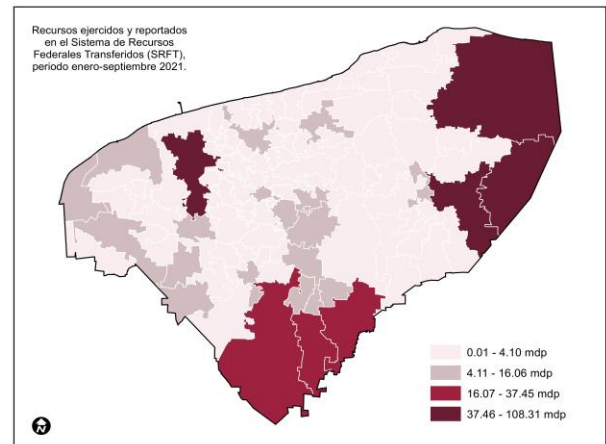 Recursos ejercidos y reportados
en el Sistema de Recursos
Federales Transferidos (SRFT),
periodo enero-septiembre 2021.
0.01 - 4.10 mdp
4.11 - 16.06 mdp
16.07 - 37.45 mdp
37.46 - 108.31 mdp
N